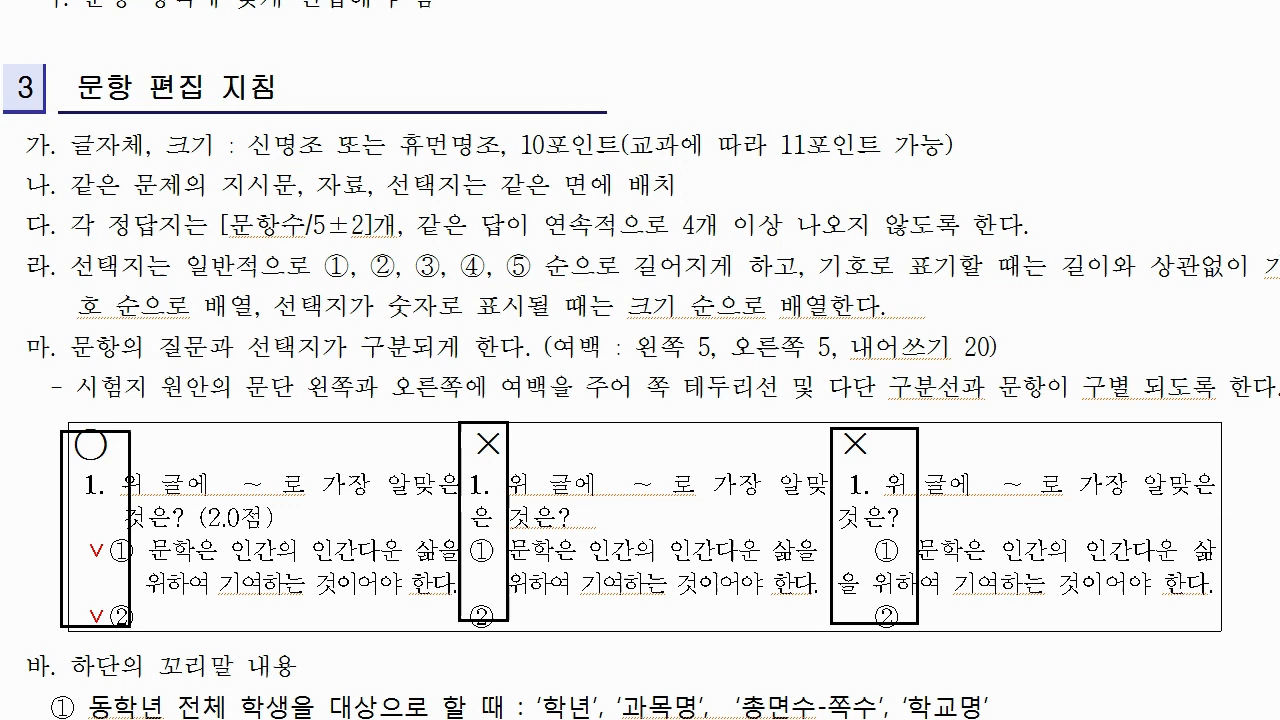 3 문항 편집 지침
가. 글자체, 크기 : 신명조 또는 휴먼명조, 10포인트(교과에 따라 11포인트 가능)
나. 같은 문제의 지시문, 자료, 선택지는 같은 면에 배치
다. 각 정답지는 [문항수/5±2]개, 같은 답이 연속적으로 4개 이상 나오지 않도록 한다.
라. 선택지는 일반적으로 ①, ②, ③, ④, ⑤ 순으로 길어지게 하고, 기호로 표기할 때는 길이와 상관없이
호 순으로 배열, 선택지가 숫자로 표시될 때는 크기 순으로 배열한다.
마. 문항의 질문과 선택지가 구분되게 한다. (여백 : 왼쪽 5, 오른쪽 5, 내어쓰기 20)
- 시험지 원안의 문단 왼쪽과 오른쪽에 여백을 주어 쪽 테두리선 및 다단 구분선과 문항이 구별 되도록 한다.
○
1. 위 글에 ~ 로 가장 알맞은
것은? (2.0점)
∨ ① 문학은 인간의 인간다운 삶을
위하여 기여하는 것이어야 한다.
∨ ②
×
1. 위 글에 ~ 로 가장 알맞
은 것은?
① 문학은 인간의 인간다운 삶을
위하여 기여하는 것이어야 한다.
②
×
1. 위 글에 ~ 로 가장 알맞은
것은?
① 문학은 인간의 인간다운 삶
을 위하여 기여하는 것이어야 한다.
②
바. 하단의 꼬리말 내용
① 동학년 전체 학생을 대상으로 할 때 : ‘학년’, ‘과목명’, ‘총면수-쪽수’, ‘학교명’